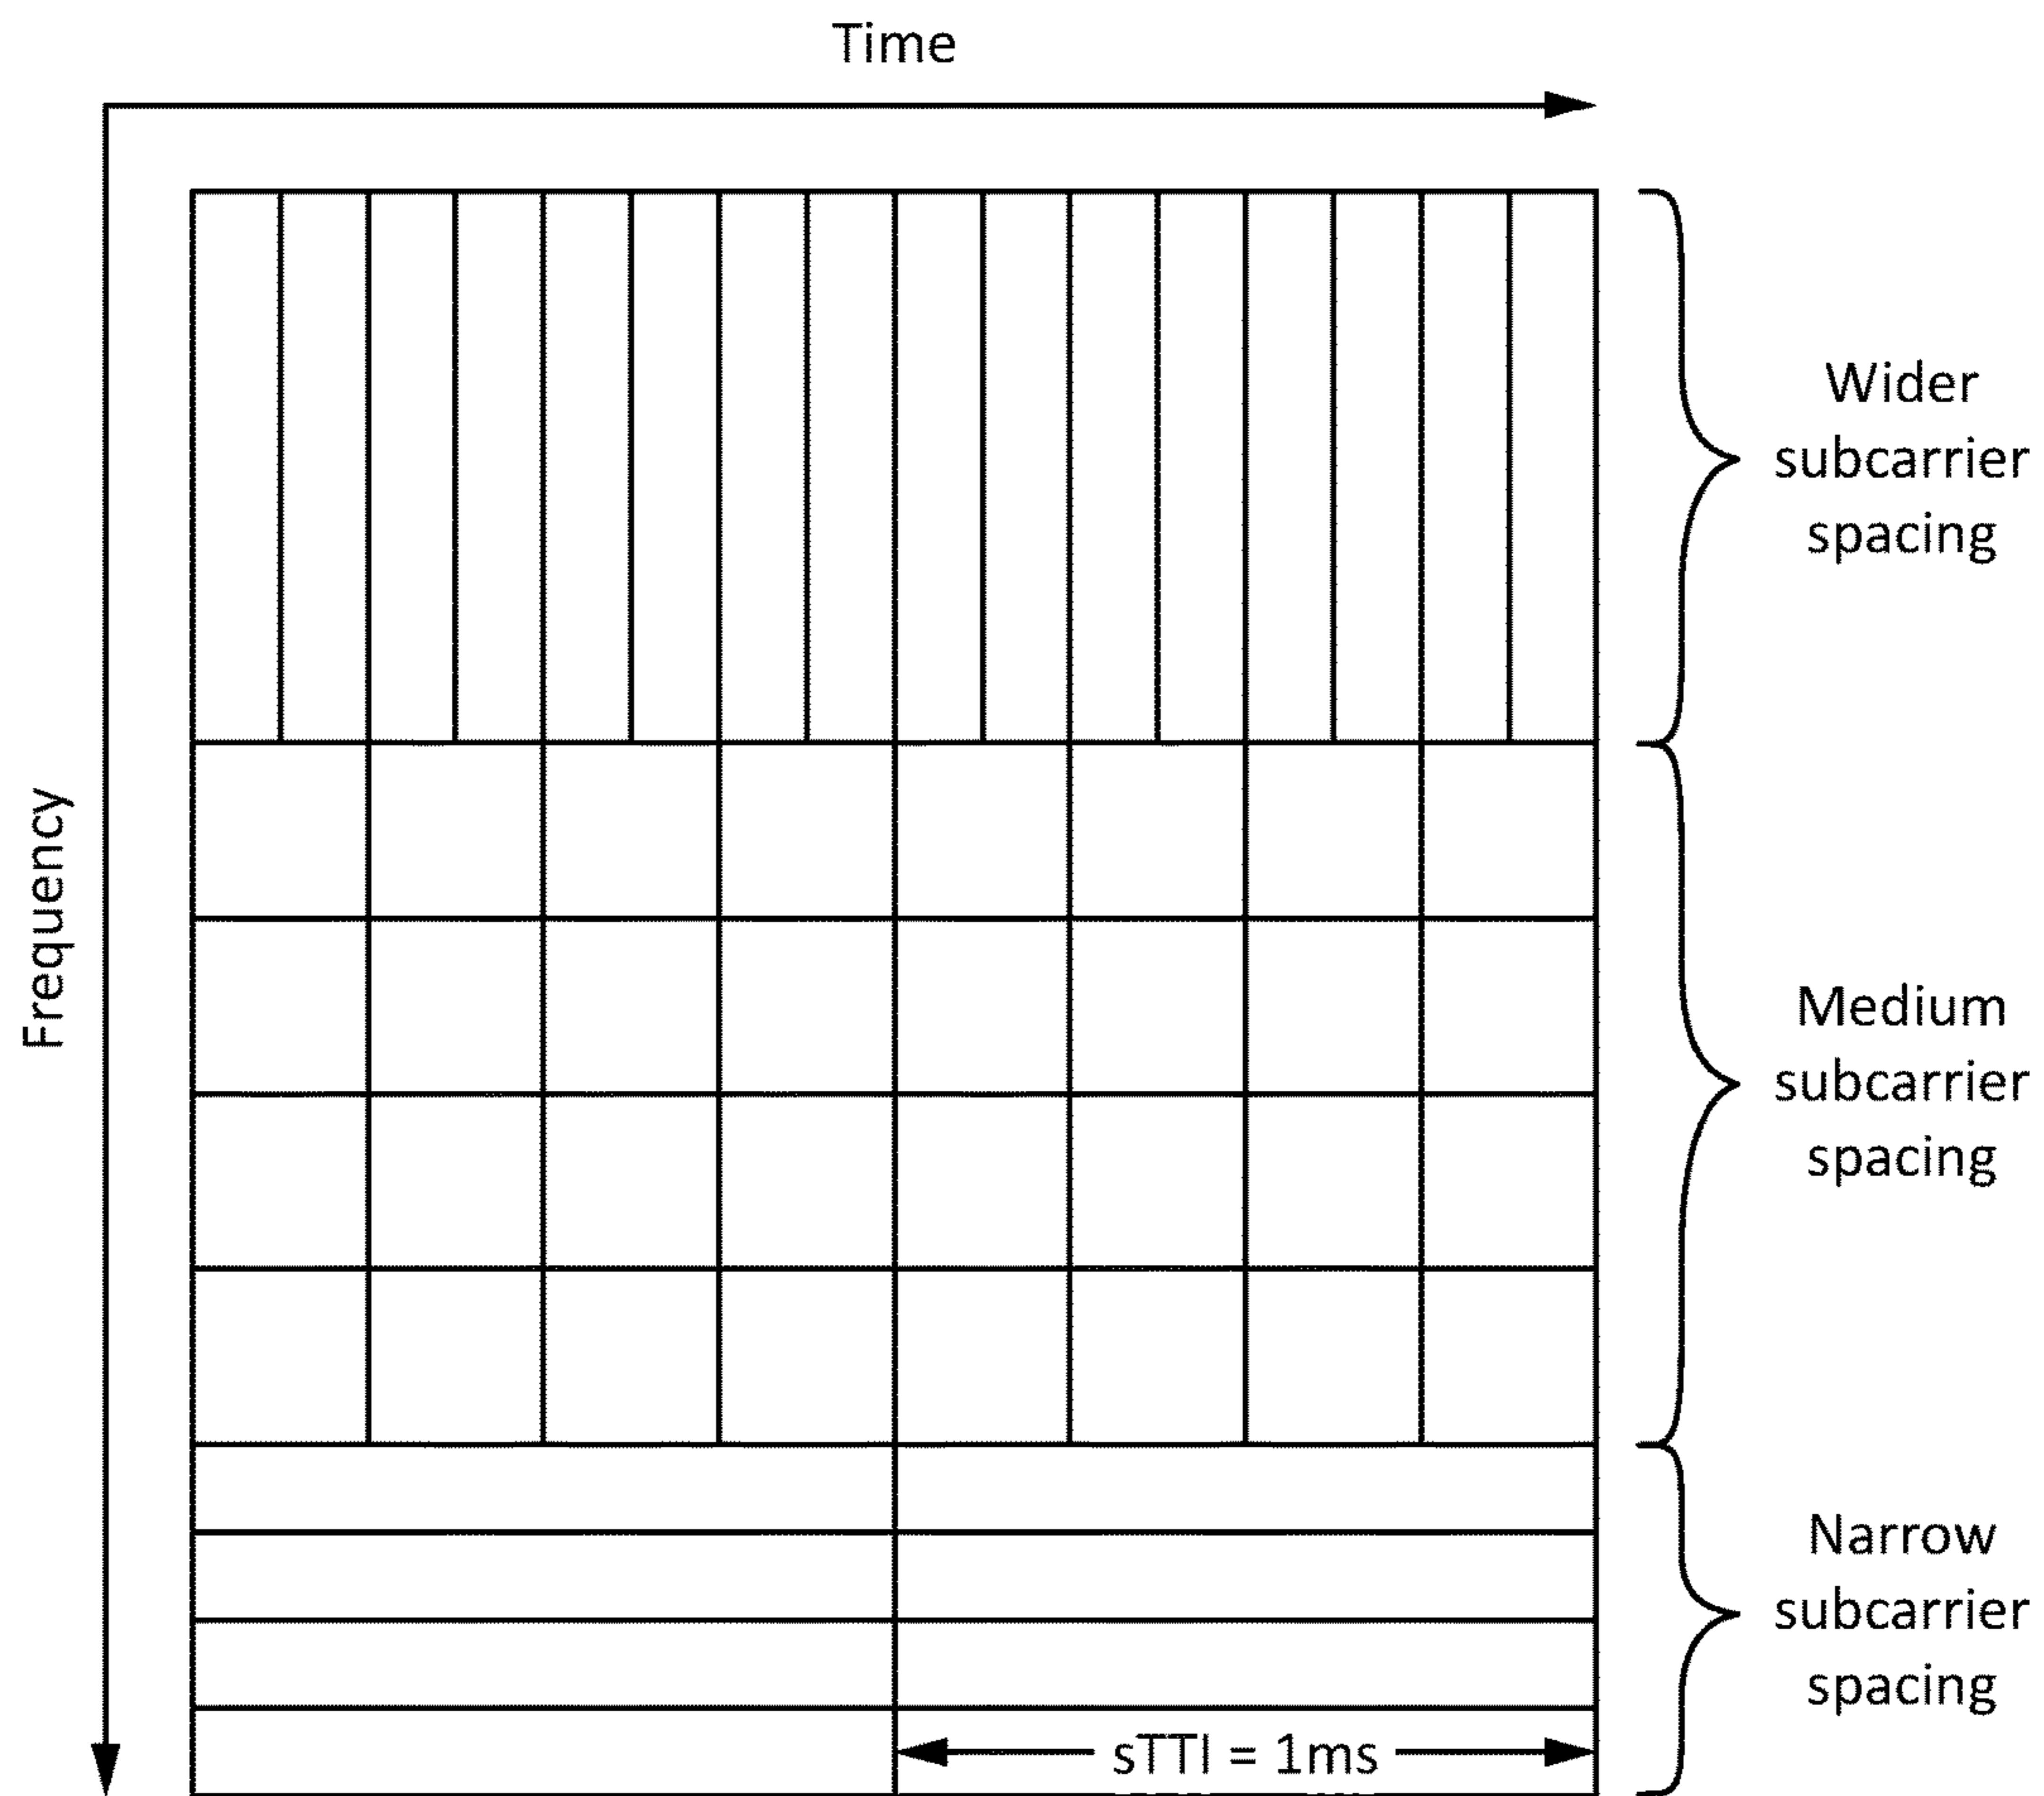 Time
Frequency
Wider
subcarrier
spacing
Medium
subcarrier
spacing
Narrow
subcarrier
spacing
sTTI = 1ms